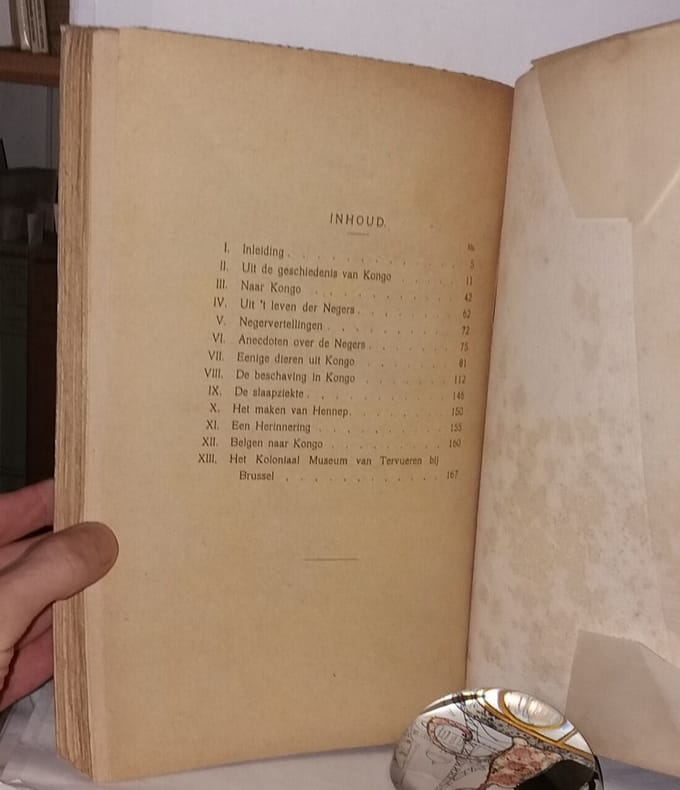 INHOUD.
Blz.
I. Inleiding . . . . . . . . . . 5
II. Uit de geschiedenis van Kongo . . . . 11
III. Naar Kongo . . . . . . . . . 42
IV. Uit 't leven der Negers . . . . . . 62
V. Negervertellingen . . . . . . . . 72
VI. Anecdoten over de Negers . . . . . . 75
VII. Eenige dieren uit Kongo . . . . . . 81
VIII. De beschaving in Kongo . . . . . . 112
IX. De slaapziekte . . . . . . . . . 146
X. Het maken van Hennep . . . . . . . 150
XI. Een Herinnering . . . . . . . . 155
XII. Belgen naar Kongo . . . . . . . 160
XIII. Het Koloniaal Museum van Tervueren bij
Brussel . . . . . . . . . . 167